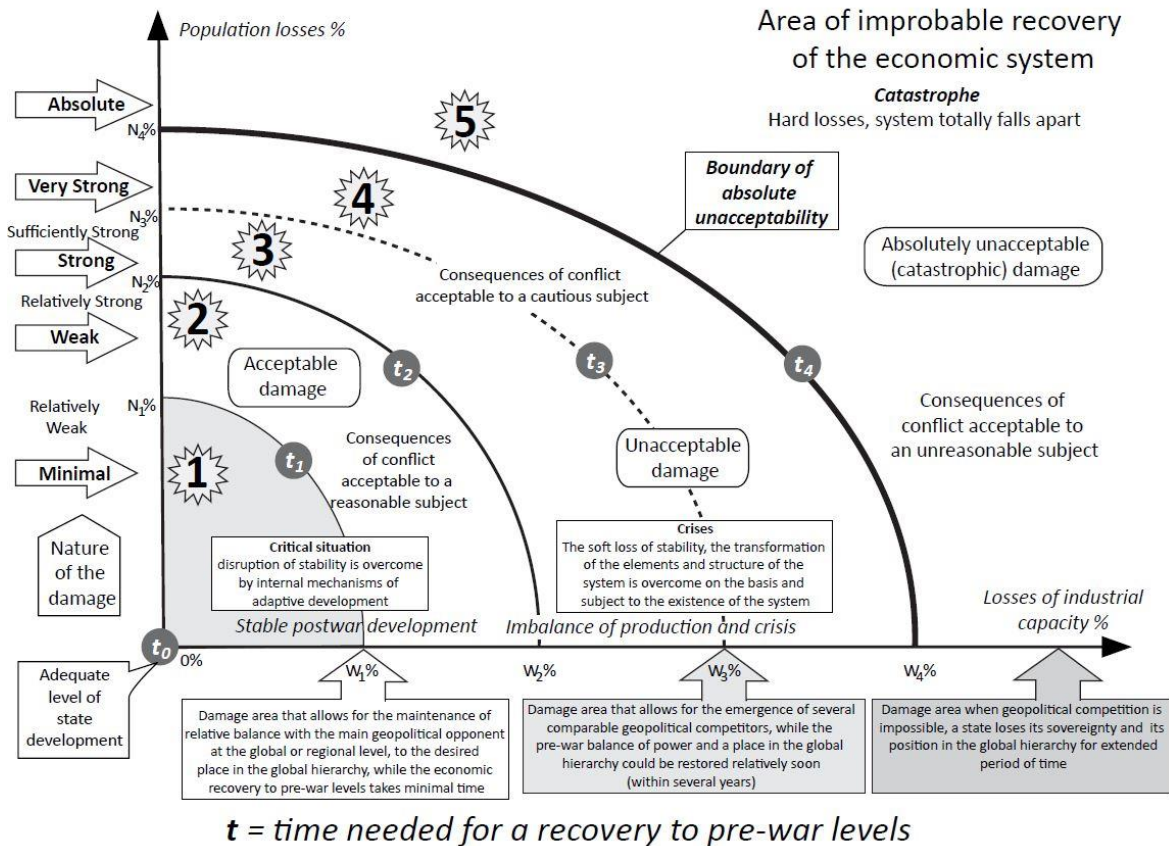 Population losses %
Area of improbable recovery
of the economic system
Catastrophe
Hard losses, system totally falls apart
Absolute
5
N4%
Boundary of
absolute
unacceptability
Very Strong
4
N3%
Sufficiently Strong
3
Strong
Absolutely unacceptable
(catastrophic) damage
Consequences of conflict
acceptable to a cautious subject
N2%
Relatively Strong
2
Weak
Acceptable
damage
t2
t3
t4
N1%
Relatively
Weak
Consequences
of conflict
acceptable to a
reasonable subject
Unacceptable
damage
Consequences of
conflict acceptable to
an unreasonable subject
t1
1
Minimal
Nature
of the
damage
Critical situation
disruption of stability is overcome
by internal mechanisms of
adaptive development
Crises
The soft loss of stability, the transformation
of the elements and structure of the
system is overcome on the basis and
subject to the existence of the system
Stable postwar development
Imbalance of production and crisis
Losses of industrial
capacity %
t0
0%
W1%
W2%
W3%
W4%
Adequate
level of
state
development
Damage area that allows for the maintenance of
relative balance with the main geopolitical opponent
at the global or regional level, to the desired
place in the global hierarchy, while the economic
recovery to pre-war levels takes minimal time
Damage area that allows for the emergence of several
comparable geopolitical competitors, while the
pre-war balance of power and a place in the global
hierarchy could be restored relatively soon
(within several years)
Damage area when geopolitical competition is
impossible, a state loses its sovereignty and its
position in the global hierarchy for extended
period of time
t = time needed for a recovery to pre-war levels